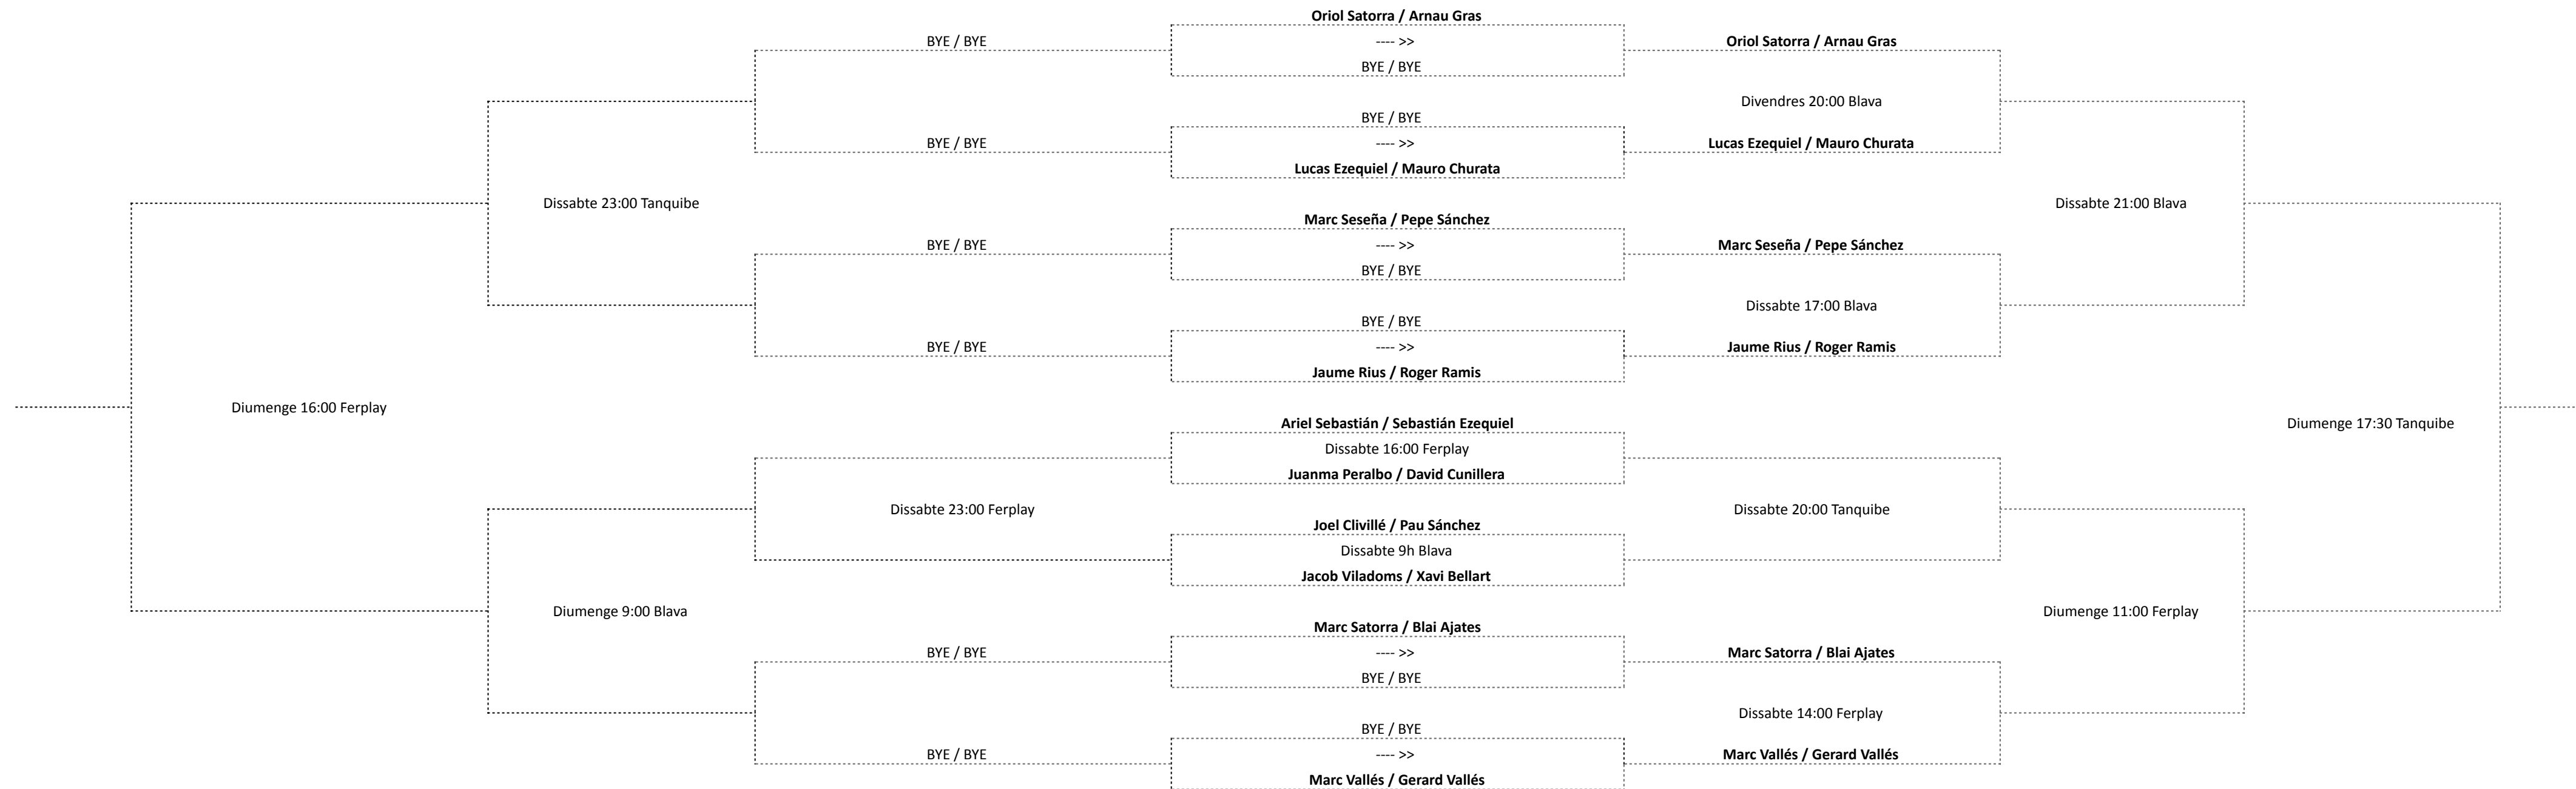 Oriol Satorra / Arnau Gras
BYE / BYE
---- >>
Oriol Satorra / Arnau Gras
BYE / BYE
Divendres 20:00 Blava
BYE / BYE
BYE / BYE
---- >>
Lucas Ezequiel / Mauro Churata
Lucas Ezequiel / Mauro Churata
Dissabte 23:00 Tanquibe
Dissabte 21:00 Blava
Marc Seseña / Pepe Sánchez
BYE / BYE
---- >>
Marc Seseña / Pepe Sánchez
BYE / BYE
Dissabte 17:00 Blava
BYE / BYE
BYE / BYE
---- >>
Jaume Rius / Roger Ramis
Jaume Rius / Roger Ramis
Diumenge 16:00 Ferplay
Diumenge 17:30 Tanquibe
Ariel Sebastián / Sebastián Ezequiel
Dissabte 16:00 Ferplay
Juanma Peralbo / David Cunillera
Dissabte 23:00 Ferplay
Dissabte 20:00 Tanquibe
Joel Clivillé / Pau Sánchez
Dissabte 9h Blava
Jacob Viladoms / Xavi Bellart
Diumenge 9:00 Blava
Diumenge 11:00 Ferplay
Marc Satorra / Blai Ajates
BYE / BYE
---- >>
Marc Satorra / Blai Ajates
BYE / BYE
Dissabte 14:00 Ferplay
BYE / BYE
BYE / BYE
---- >>
Marc Vallés / Gerard Vallés
Marc Vallés / Gerard Vallés